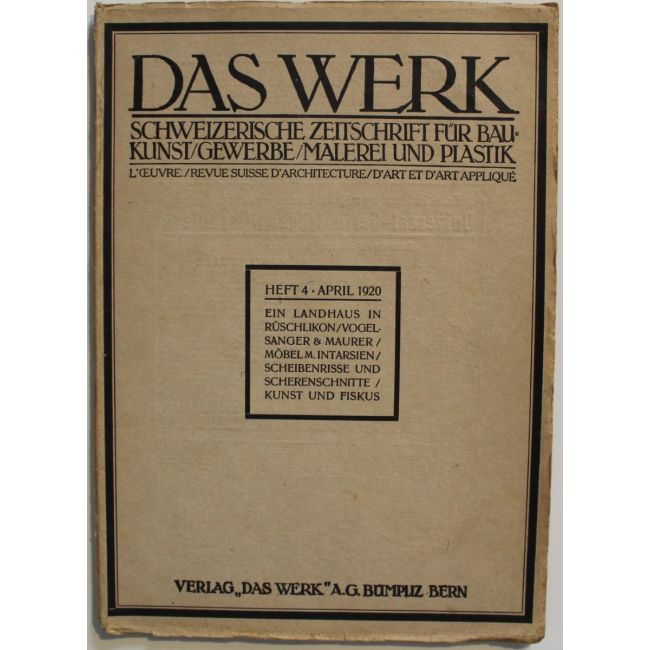 DAS WERK
SCHWEIZERISCHE ZEITSCHRIFT FÜR BAU-
KUNST/GEWERBE/MALEREI UND PLASTIK
L'ŒUVRE./REVUE SUISSE D'ARCHITECTURE/D'ART ET D'ART APPLIQUÉ
HEFT 4 · APRIL 1920
EIN LANDHAUS IN
RÜSCHLIKON/VOGEL-
SANGER & MAURER/
MÖBEL M. INTARSIEN/
SCHEIBENRISSE UND
SCHERENSCHNITTE/
KUNST UND FISKUS
VERLAG „DAS WERK" A.G. BÜMPLIZ BERN